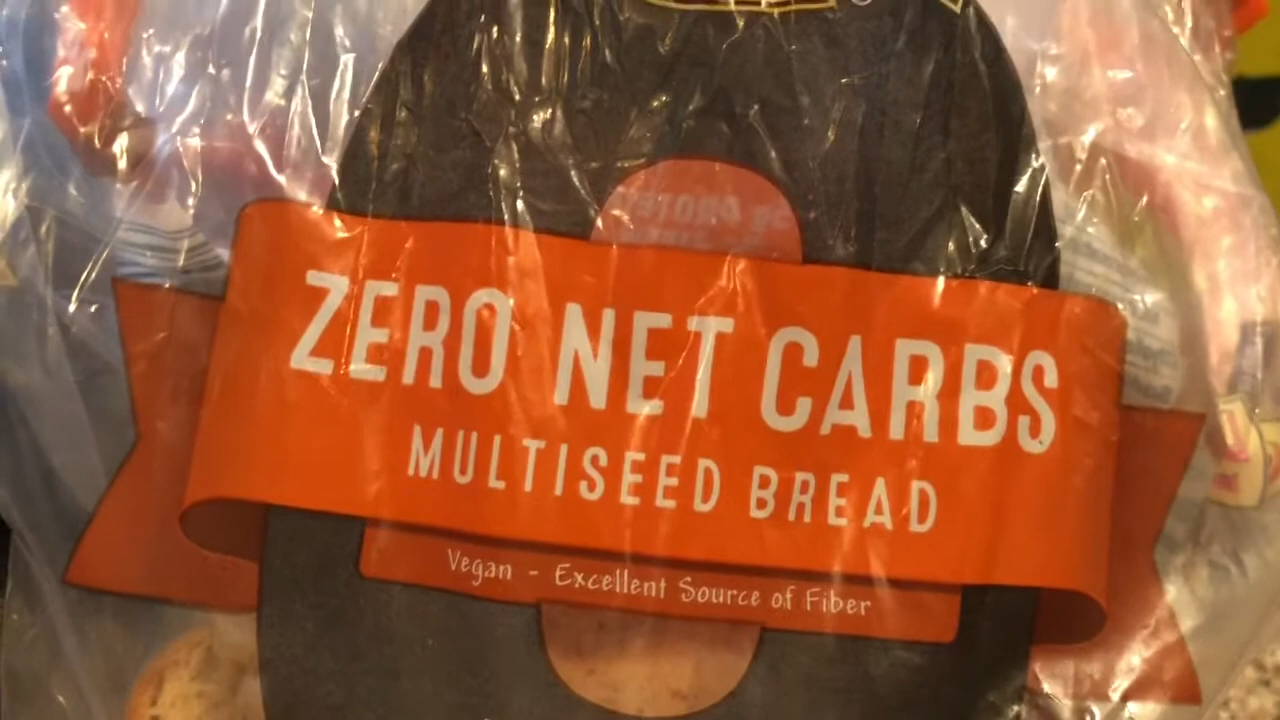 ZERO NET CARBS
MULTISEED BREAD
Vegan - Excellent Source of Fiber